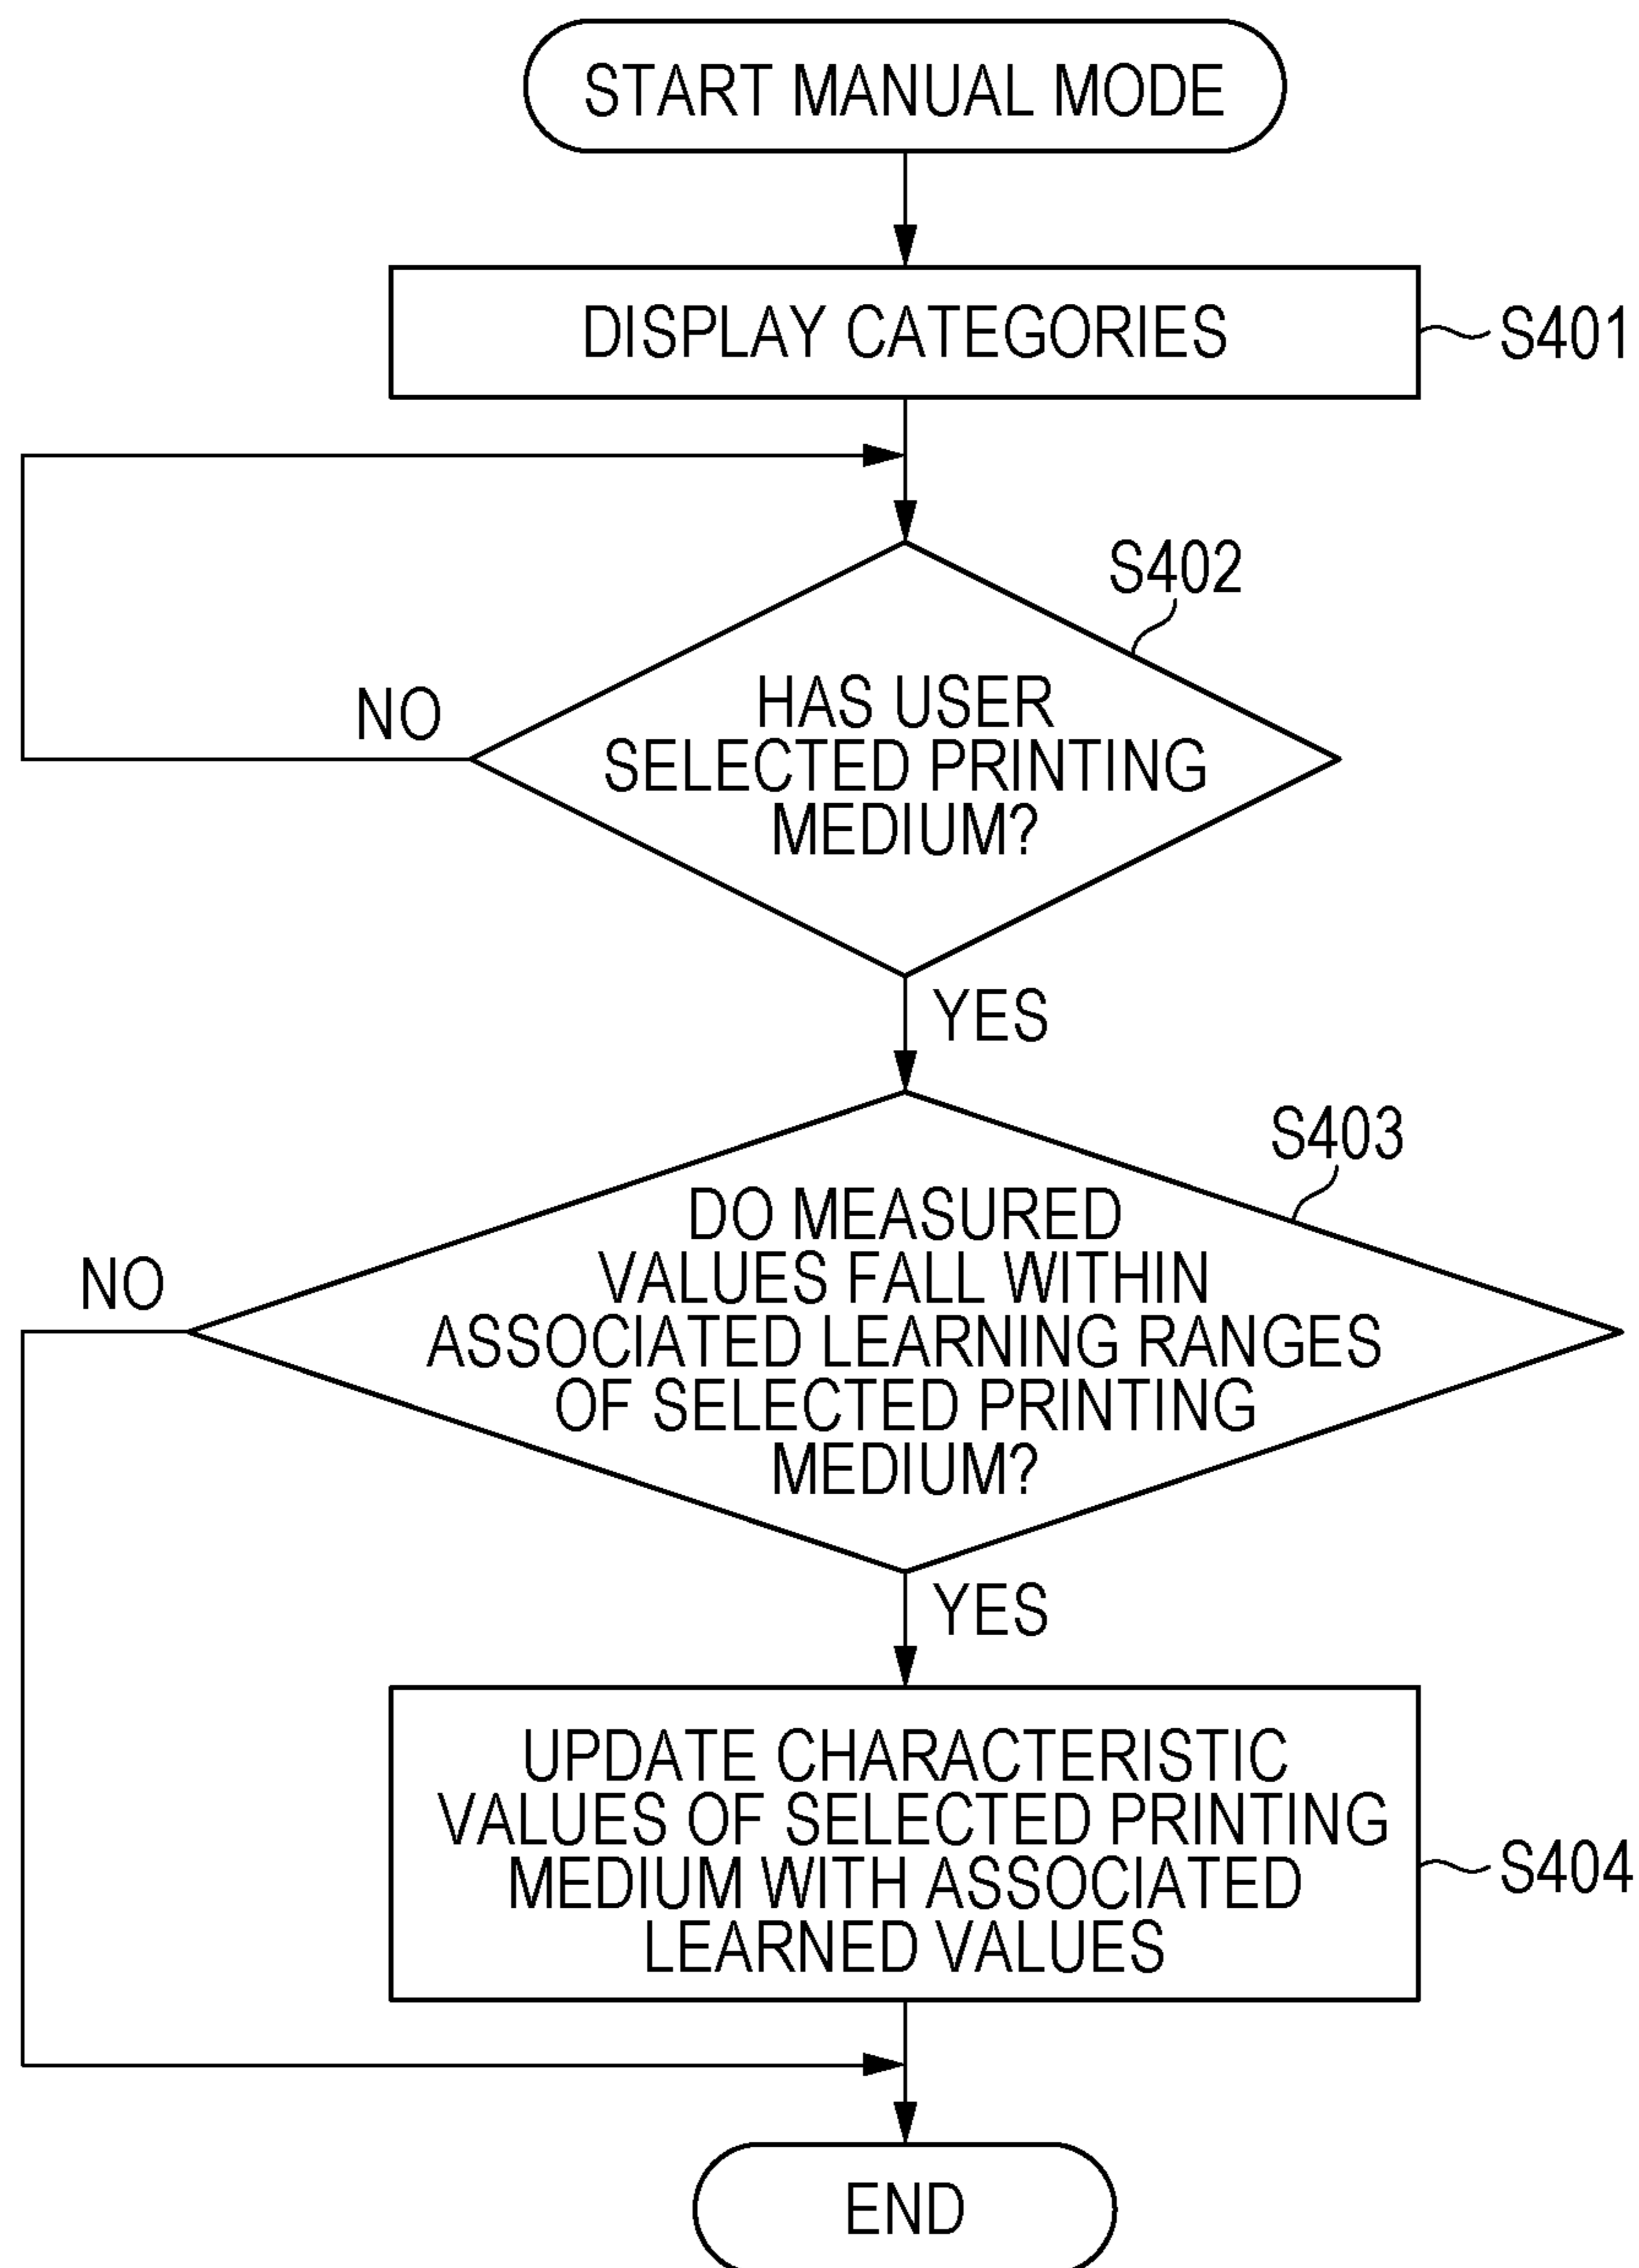 START MANUAL MODE
DISPLAY CATEGORIES
S401
S402
HAS USER
SELECTED PRINTING
MEDIUM?
NO
YES
S403
DO MEASURED
VALUES FALL WITHIN
ASSOCIATED LEARNING RANGES
OF SELECTED PRINTING
MEDIUM?
NO
YES
UPDATE CHARACTERISTIC
VALUES OF SELECTED PRINTING
MEDIUM WITH ASSOCIATED
LEARNED VALUES
S404
END